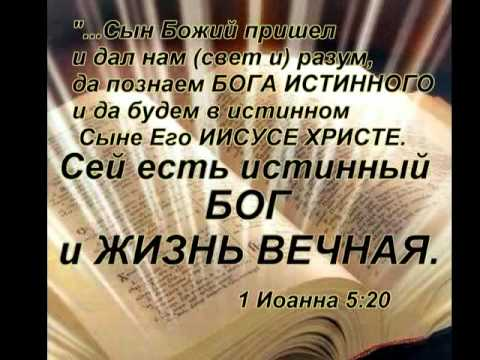 "...Сын Божий пришел
и дал нам (свет и) разум,
да познаем БОГА ИСТИННОГО
и да будем в истинном
Сыне Его ИИСУСЕ ХРИСТЕ.
Сей есть истинный
БОГ
и ЖИЗНЬ ВЕЧНАЯ.
1 Иоанна 5:20